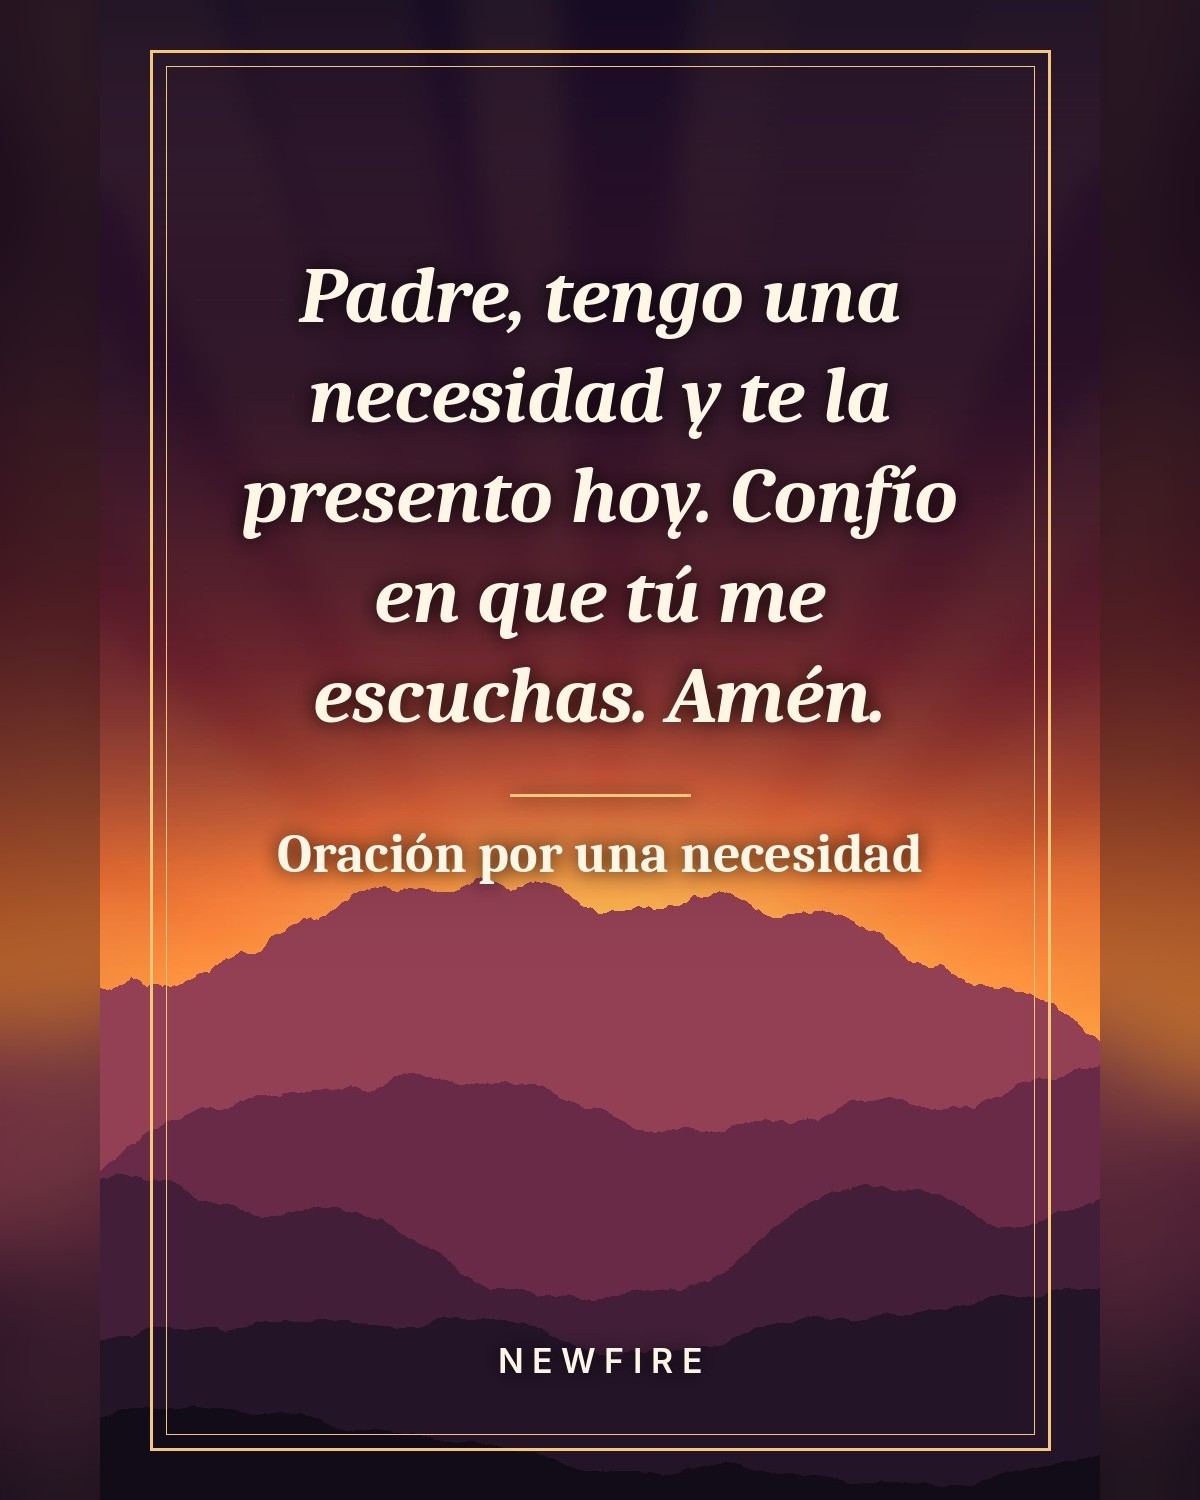 Padre, tengo una
necesidad y te la
presento hoy. Confío
en que tú me
escuchas. Amén.
Oración por una necesidad
NEWFIRE